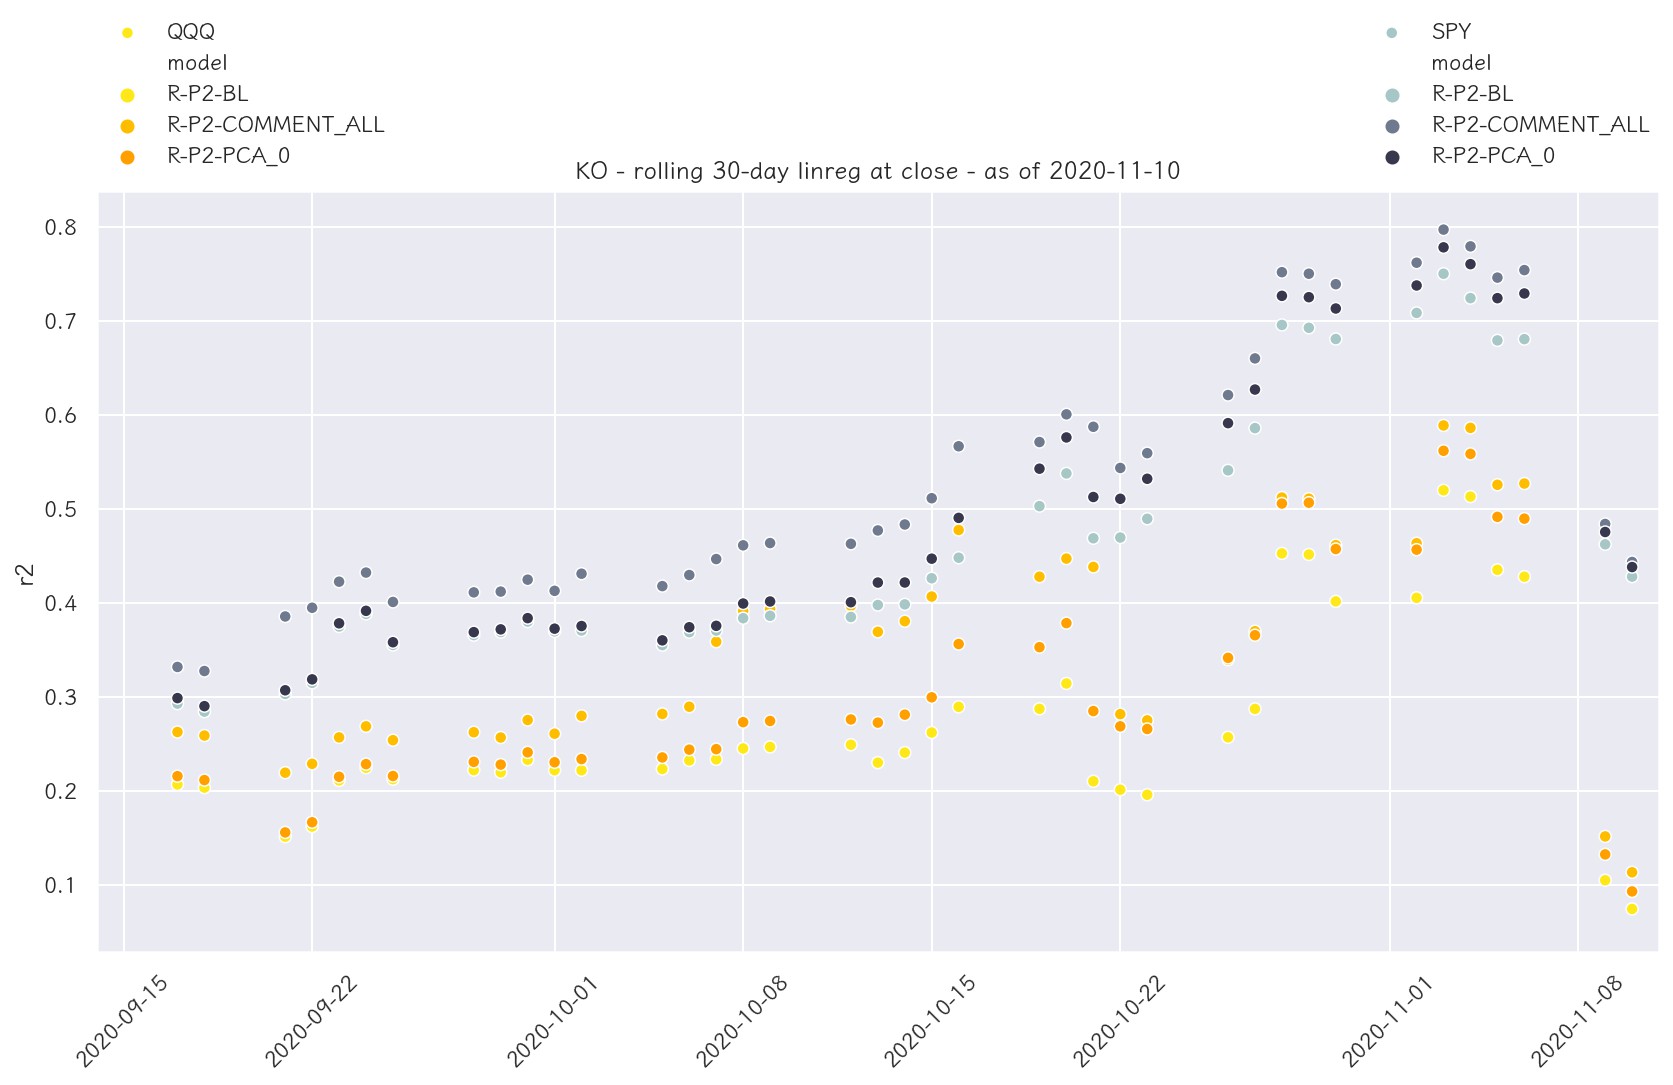 QQQ
model
R-P2-BL
R-P2-COMMENT_ALL
R-P2-PCA_0
SPY
model
R-P2-BL
R-P2-COMMENT_ALL
R-P2-PCA_0
KO - rolling 30-day linreg at close - as of 2020-11-10
0.8
0.7
0.6
0.5
0.4
0.3
0.2
0.1
r2
2020-09-15
2020-09-22
2020-10-01
2020-10-08
2020-10-15
2020-10-22
2020-11-01
2020-11-08